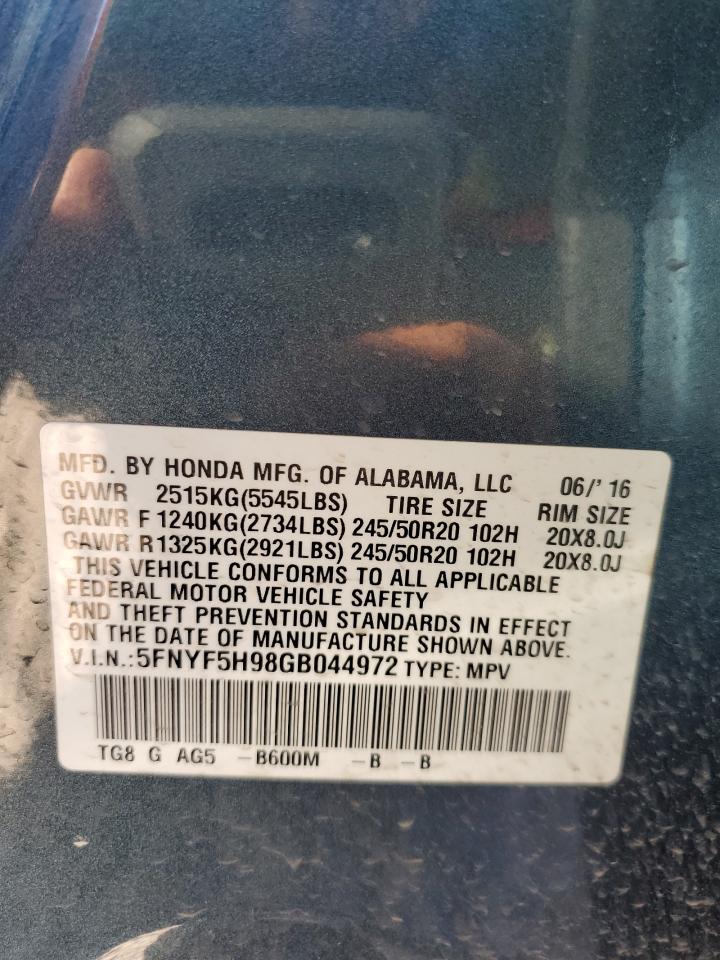 MFD. BY HONDA MFG. OF ALABAMA, LLC 06/'16
GVWR 2515KG(5545LBS) TIRE SIZE RIM SIZE
GAWR F 1240KG(2734LBS) 245/50R20 102H 20X8.0J
GAWR R 1325KG(2921LBS) 245/50R20 102H 20X8.0J
THIS VEHICLE CONFORMS TO ALL APPLICABLE
FEDERAL MOTOR VEHICLE SAFETY
AND THEFT PREVENTION STANDARDS IN EFFECT
ON THE DATE OF MANUFACTURE SHOWN ABOVE.
V.I.N.:5FNYF5H98GB044972 TYPE: MPV
TG8 G AG5 -B600M -B -B